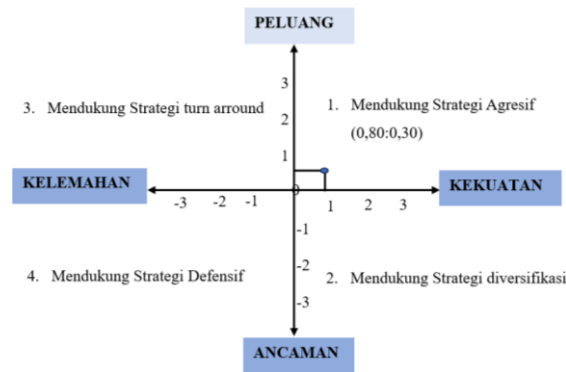 PELUANG
3
3. Mendukung Strategi turn arround
1. Mendukung Strategi Agresif
2
(0,80:0,30)
1
KELEMAHAN
0
KEKUATAN
-3 -2 -1 1 2 3
-1
-2
4. Mendukung Strategi Defensif
2. Mendukung Strategi diversifikasi
-3
ANCAMAN